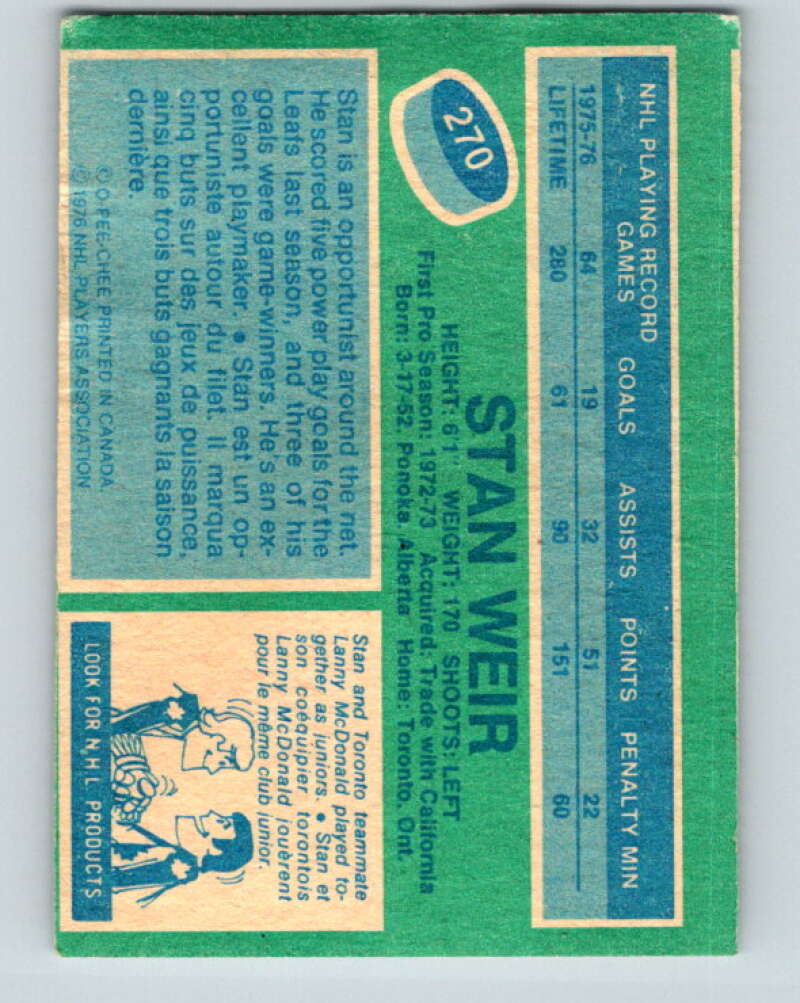 NHL PLAYING RECORD
GAMES GOALS ASSISTS POINTS PENALTY MIN
1975-76 64 19 32 51 22
LIFETIME 280 61 90 151 60
270
STAN WEIR
HEIGHT: 6'1 WEIGHT: 170 SHOOTS: LEFT
First Pro Season: 1972-73 Acquired: Trade with California
Born: 3-17-52, Ponoka, Alberta Home: Toronto, Ont.
Stan is an opportunist around the net.
He scored five power play goals for the
Leafs last season, and three of his
goals were game-winners. He's an ex-
cellent playmaker. • Stan est un op-
portuniste autour du filet. Il marqua
cinq buts sur des jeux de puissance,
ainsi que trois buts gagnants la saison
dernière.
© O-PEE-CHEE PRINTED IN CANADA.
© 1976 NHL PLAYERS ASSOCIATION
Stan and Toronto teammate
Lanny McDonald played to-
gether as juniors. • Stan et
son coéquipier torontois
Lanny McDonald jouèrent
pour le même club junior.
LOOK FOR N.H.L. PRODUCTS